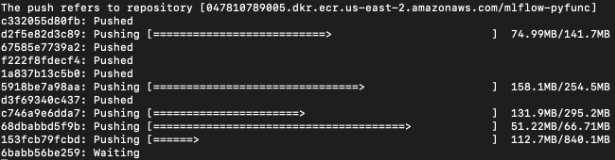 The push refers to repository [047810789005.dkr.ecr.us-east-2.amazonaws.com/mlflow-pyfunc]
c332055d80fb: Pushed
d2f5e82d3c89: Pushing [==========================>                        ]  74.99MB/141.7MB
67585e7739a2: Pushed
f222f8fdecf4: Pushed
1a837b13c5b0: Pushed
5918be7a98aa: Pushing [===============================>                   ]  158.1MB/254.5MB
d3f69340c437: Pushed
c746a9e6dda7: Pushing [======================>                            ]  131.9MB/295.2MB
68dbabbd5f9b: Pushing [======================================>            ]  51.22MB/66.71MB
153cfb79fcbd: Pushing [======>                                            ]  112.7MB/840.1MB
6babb56be259: Waiting